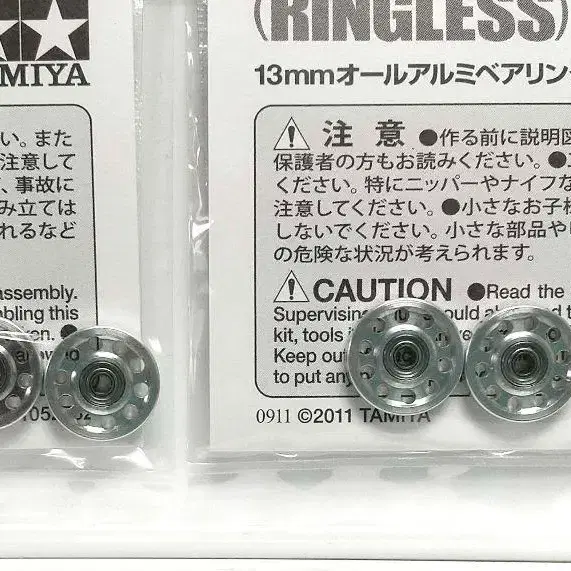 AMIYA
い。また
注意して
、事故に
み立ては
れるなど
assembly.
bling this
(RINGLESS)
13mmオールアルミベアリン
注 意 ●作る前に説明図
保護者の方もお読みください。●
ください。特にニッパーやナイフな
注意してください。●小さなお子様
しないでください。小さな部品や
の危険な状況が考えられます。
CAUTION ●Read the
Supervising should also read t
kit, tools
Keep out
to put any
0911 ©2011 TAMIYA